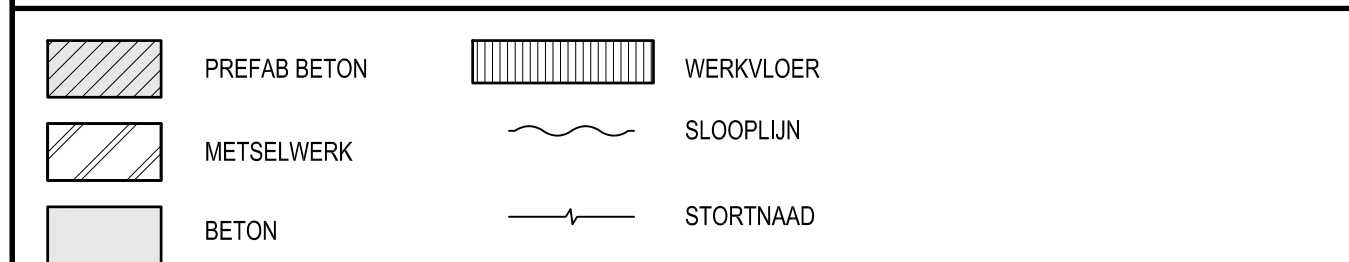 PREFAB BETON
METSELWERK
BETON
WERKVLOER
SLOOPLIJN
STORTNAAD